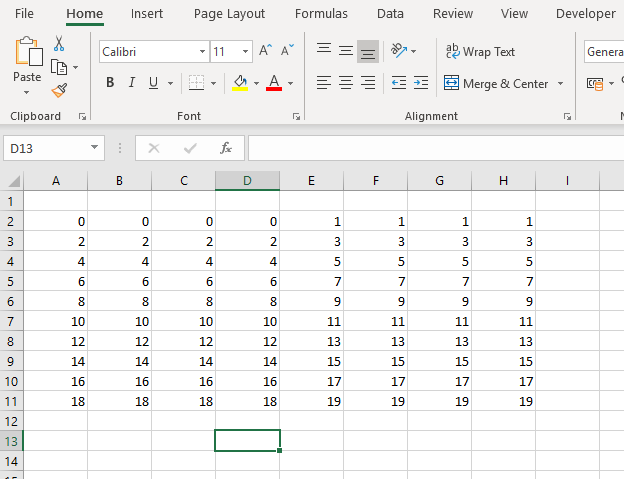 File Home Insert Page Layout Formulas Data Review View Developer
Calibri 11 A A ab Wrap Text Genera
Paste B I U A Merge & Center
Clipboard Font Alignment
D13 fx
A B C D E F G H I
1
2 0 0 0 0 1 1 1 1
3 2 2 2 2 3 3 3 3
4 4 4 4 4 5 5 5 5
5 6 6 6 6 7 7 7 7
6 8 8 8 8 9 9 9 9
7 10 10 10 10 11 11 11 11
8 12 12 12 12 13 13 13 13
9 14 14 14 14 15 15 15 15
10 16 16 16 16 17 17 17 17
11 18 18 18 18 19 19 19 19
12
13
14